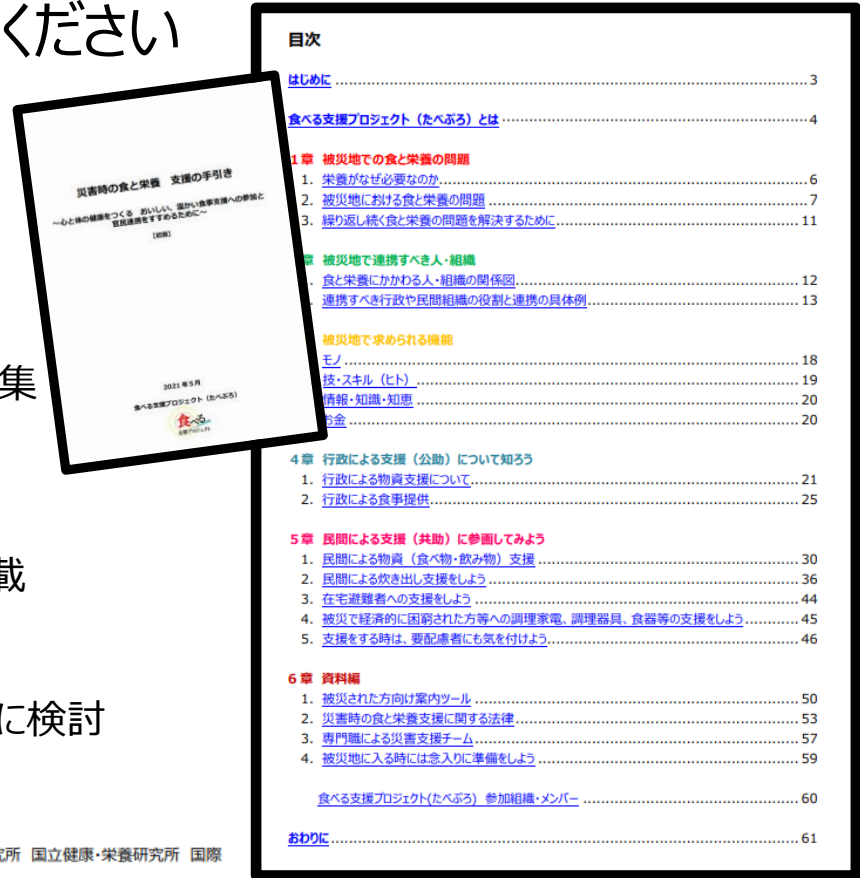 ください
集
載
に検討
究所 国立健康・栄養研究所 国際
災害時の食と栄養 支援の手引き
~心と体の健康をつくる おいしい、温かい食事支援への参加と
官民連携をすすめるために~
[初版]
2021年5月
食べる支援プロジェクト(たべぷろ)
食べる
支援プロジェクト
目次
はじめに 3
食べる支援プロジェクト(たべぷろ)とは 4
1章 被災地での食と栄養の問題
1. 栄養がなぜ必要なのか 6
2. 被災地における食と栄養の問題 7
3. 繰り返し続く食と栄養の問題を解決するために 11
章 被災地で連携すべき人・組織
. 食と栄養にかかわる人・組織の関係図 12
. 連携すべき行政や民間組織の役割と連携の具体例 13
被災地で求められる機能
モノ 18
技・スキル(ヒト) 19
情報・知識・知恵 20
お金 20
4章 行政による支援(公助)について知ろう
1. 行政による物資支援について 21
2. 行政による食事提供 25
5章 民間による支援(共助)に参画してみよう
1. 民間による物資(食べ物・飲み物)支援 30
2. 民間による炊き出し支援をしよう 36
3. 在宅避難者への支援をしよう 44
4. 被災で経済的に困窮された方等への調理家電、調理器具、食器等の支援をしよう 45
5. 支援をする時は、要配慮者にも気を付けよう 46
6章 資料編
1. 被災された方向け案内ツール 50
2. 災害時の食と栄養支援に関する法律 53
3. 専門職による災害支援チーム 57
4. 被災地に入る時には念入りに準備をしよう 59
食べる支援プロジェクト(たべぷろ) 参加組織・メンバー 60
おわりに 61